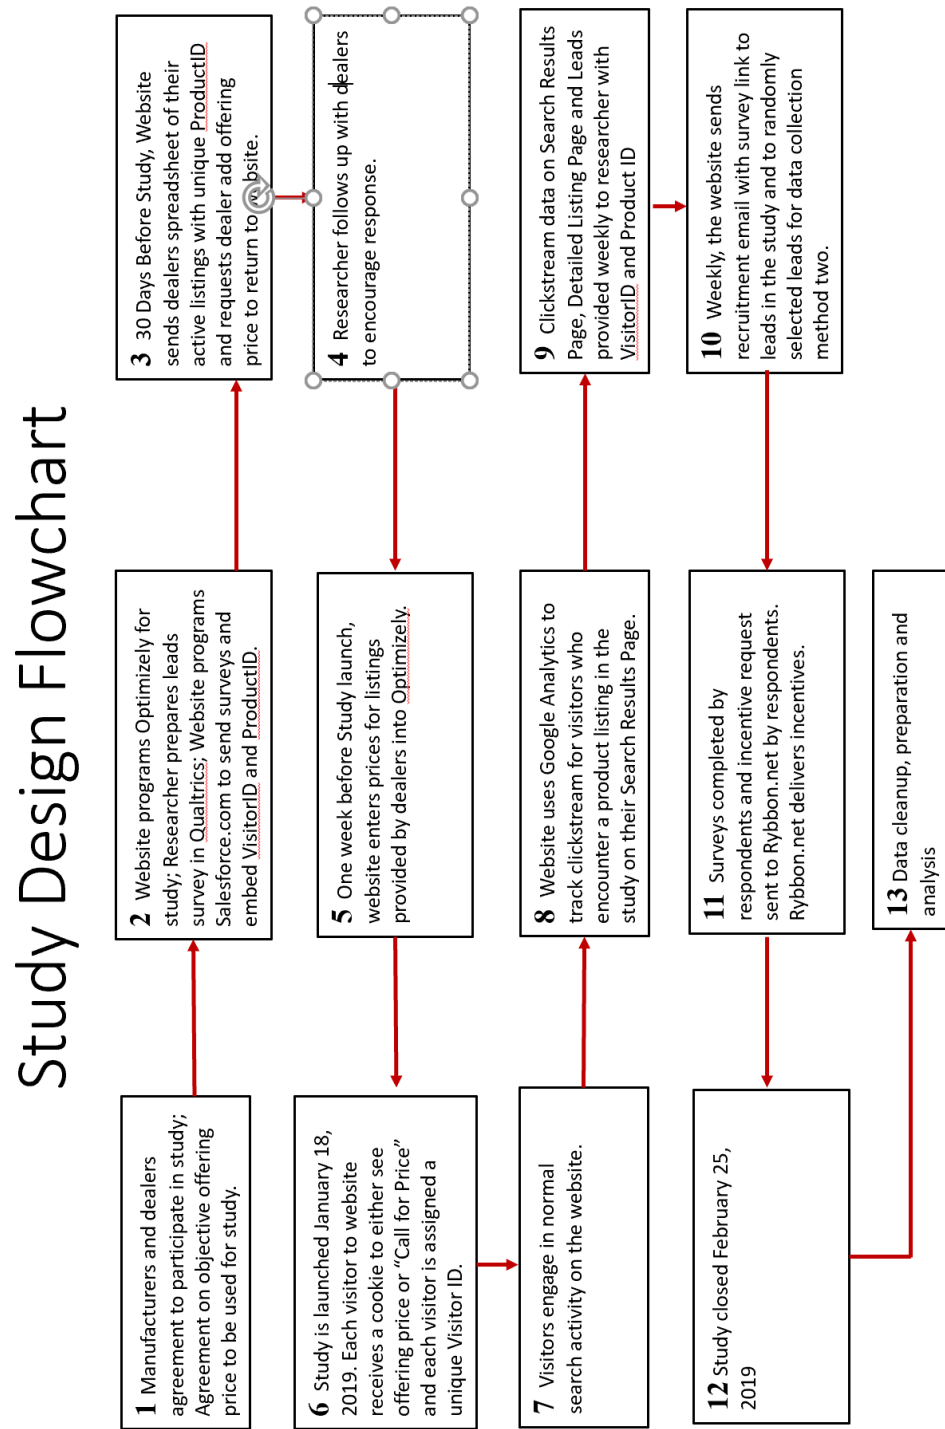 Study Design Flowchart
1 Manufacturers and dealers
agreement to participate in study;
Agreement on objective offering
price to be used for study.
2 Website programs Optimizely for
study; Researcher prepares leads
survey in Qualtrics; Website programs
Salesforce.com to send surveys and
embed VisitorID and ProductID.
3 30 Days Before Study, Website
sends dealers spreadsheet of their
active listings with unique ProductID
and requests dealer add offering
price to return to website.
4 Researcher follows up with dealers
to encourage response.
5 One week before Study launch,
website enters prices for listings
provided by dealers into Optimizely.
6 Study is launched January 18,
2019. Each visitor to website
receives a cookie to either see
offering price or “Call for Price”
and each visitor is assigned a
unique Visitor ID.
7 Visitors engage in normal
search activity on the website.
8 Website uses Google Analytics to
track clickstream for visitors who
encounter a product listing in the
study on their Search Results Page.
9 Clickstream data on Search Results
Page, Detailed Listing Page and Leads
provided weekly to researcher with
VisitorID and Product ID
10 Weekly, the website sends
recruitment email with survey link to
leads in the study and to randomly
selected leads for data collection
method two.
11 Surveys completed by
respondents and incentive request
sent to Rybbon.net by respondents.
Rybbon.net delivers incentives.
12 Study closed February 25,
2019
13 Data cleanup, preparation and
analysis